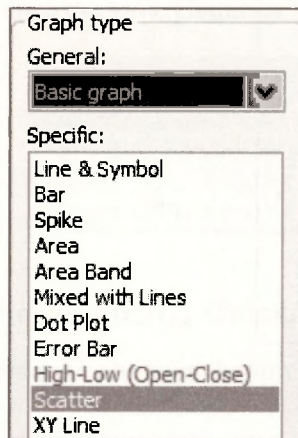 Graph type
General:
Basic graph
Specific:
Line & Symbol
Bar
Spike
Area
Area Band
Mixed with Lines
Dot Plot
Error Bar
High-Low (Open-Close)
Scatter
XY Line